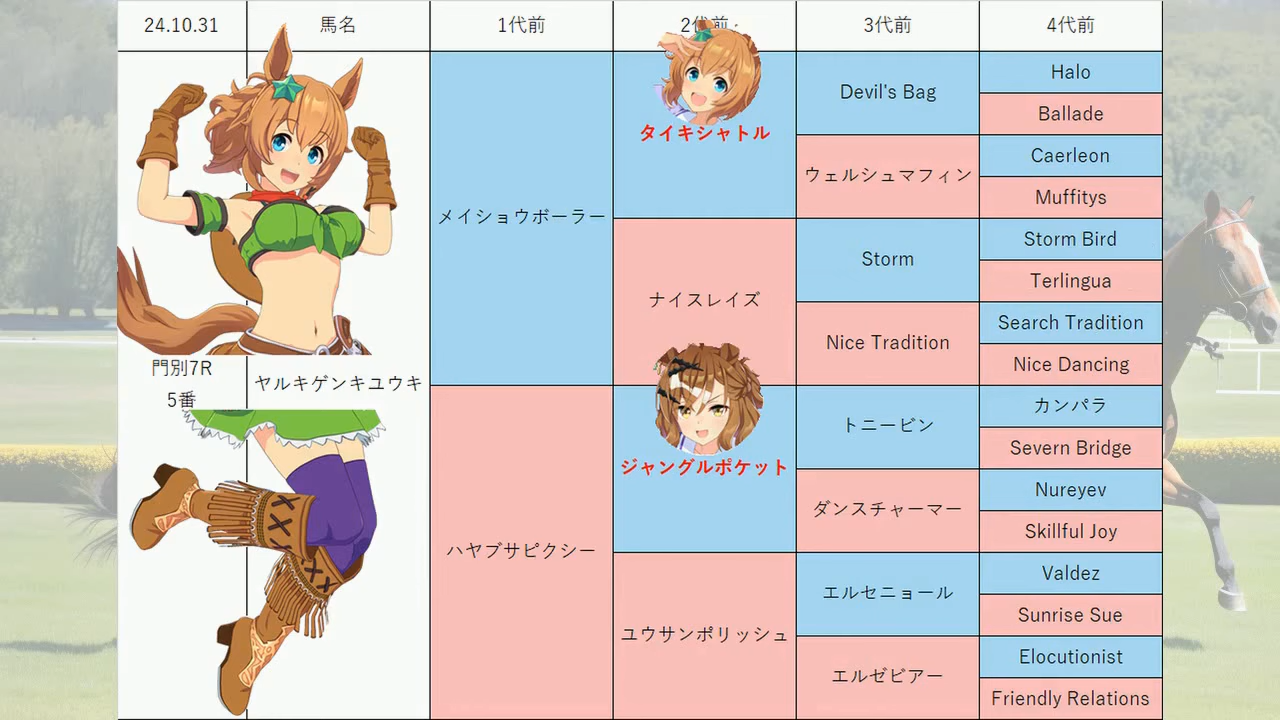 24.10.31 馬名 1代前 2代前 3代前 4代前
門別7R
5番
ヤルキゲンキユウキ
メイショウボーラー
ハヤブサピクシー
タイキシャトル
ナイスレイズ
ジャングルポケット
ユウサンポリッシュ
Devil's Bag
ウェルシュマフィン
Storm
Nice Tradition
トニービン
ダンスチャーマー
エルセニョール
エルゼビアー
Halo
Ballade
Caerleon
Muffitys
Storm Bird
Terlingua
Search Tradition
Nice Dancing
カンパラ
Severn Bridge
Nureyev
Skillful Joy
Valdez
Sunrise Sue
Elocutionist
Friendly Relations